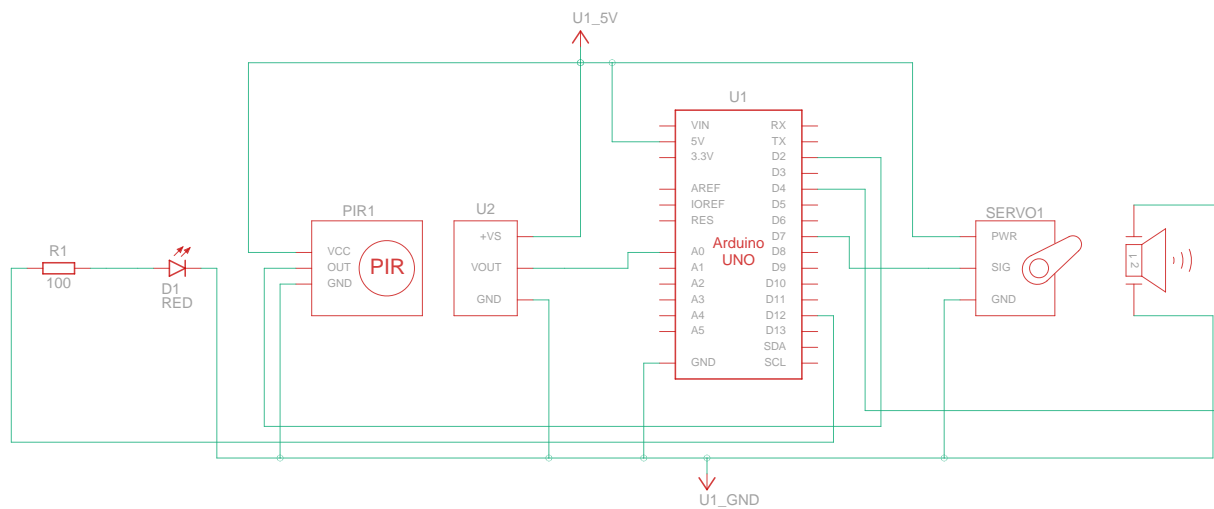 U1_5V
U1
VIN
5V
3.3V
AREF
IOREF
RES
A0
A1
A2
A3
A4
A5
GND
RX
TX
D2
D3
D4
D5
D6
D7
D8
D9
D10
D11
D12
D13
SDA
SCL
Arduino
UNO
PIR1
VCC
OUT
GND
PIR
U2
+VS
VOUT
GND
SERVO1
PWR
SIG
GND
1 2
R1
100
D1
RED
U1_GND